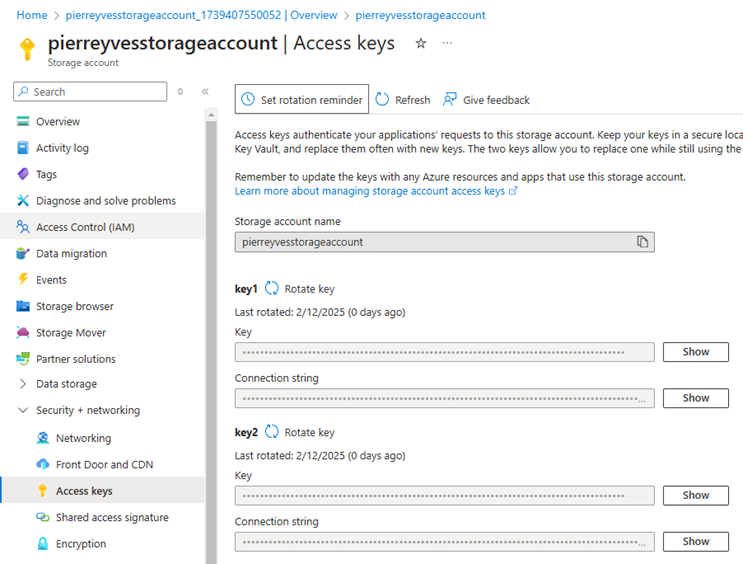 Home > pierreyvesstorageaccount_1739407550052 | Overview > pierreyvesstorageaccount
pierreyvesstorageaccount | Access keys
Storage account
Search
Overview
Activity log
Tags
Diagnose and solve problems
Access Control (IAM)
Data migration
Events
Storage browser
Storage Mover
Partner solutions
Data storage
Security + networking
Networking
Front Door and CDN
Access keys
Shared access signature
Encryption
Set rotation reminder
Refresh
Give feedback
Access keys authenticate your applications' requests to this storage account. Keep your keys in a secure loca
Key Vault, and replace them often with new keys. The two keys allow you to replace one while still using the
Remember to update the keys with any Azure resources and apps that use this storage account.
Learn more about managing storage account access keys
Storage account name
pierreyvesstorageaccount
key1 Rotate key
Last rotated: 2/12/2025 (0 days ago)
Key
Show
Connection string
... Show
key2 Rotate key
Last rotated: 2/12/2025 (0 days ago)
Key
Show
Connection string
... Show